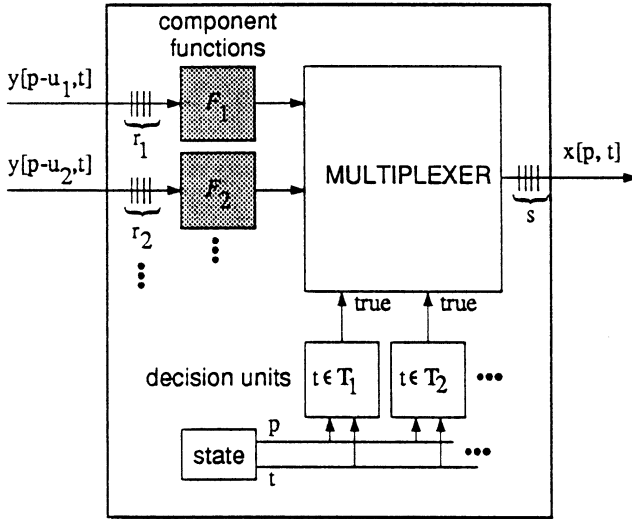 component
functions
y[p-u₁,t]
F₁
r₁
y[p-u₂,t]
F₂
r₂
MULTIPLEXER
x[p, t]
s
true
true
decision units
t ϵ T₁
t ϵ T₂
state
p
t